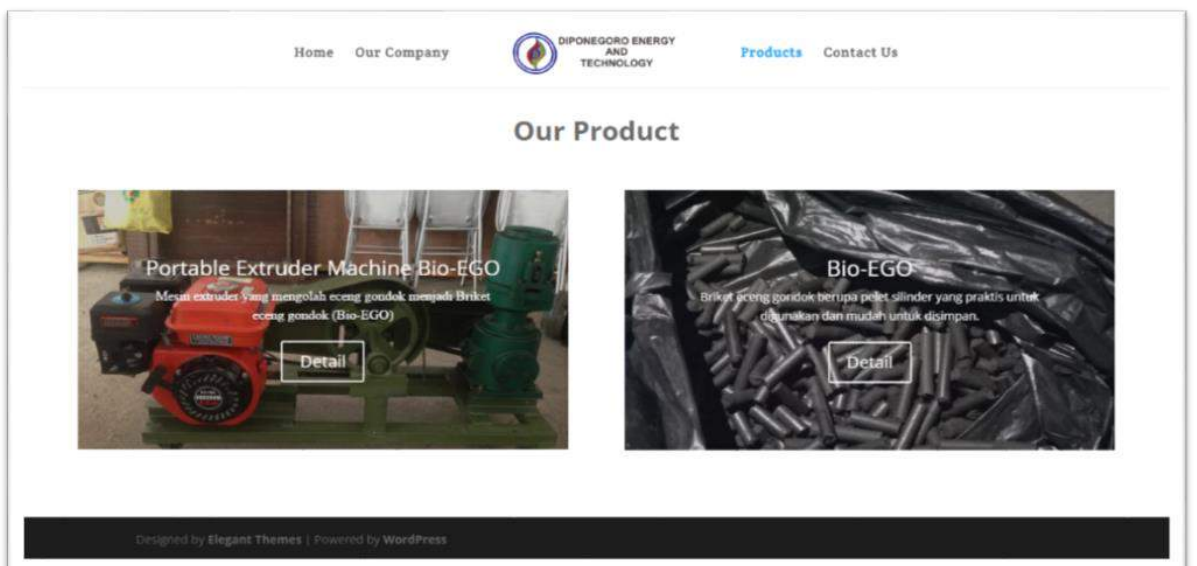 Home Our Company
DIPONEGORO ENERGY
AND
TECHNOLOGY
Products Contact Us
Our Product
Portable Extruder Machine Bio-EGO
Mesin extruder yang mengolah eceng gondok menjadi Briket
eceng gondok (Bio-EGO)
Detail
Bio-EGO
Briket eceng gondok berupa pelet silinder yang praktis untuk
digunakan dan mudah untuk disimpan.
Detail
Designed by Elegant Themes | Powered by WordPress